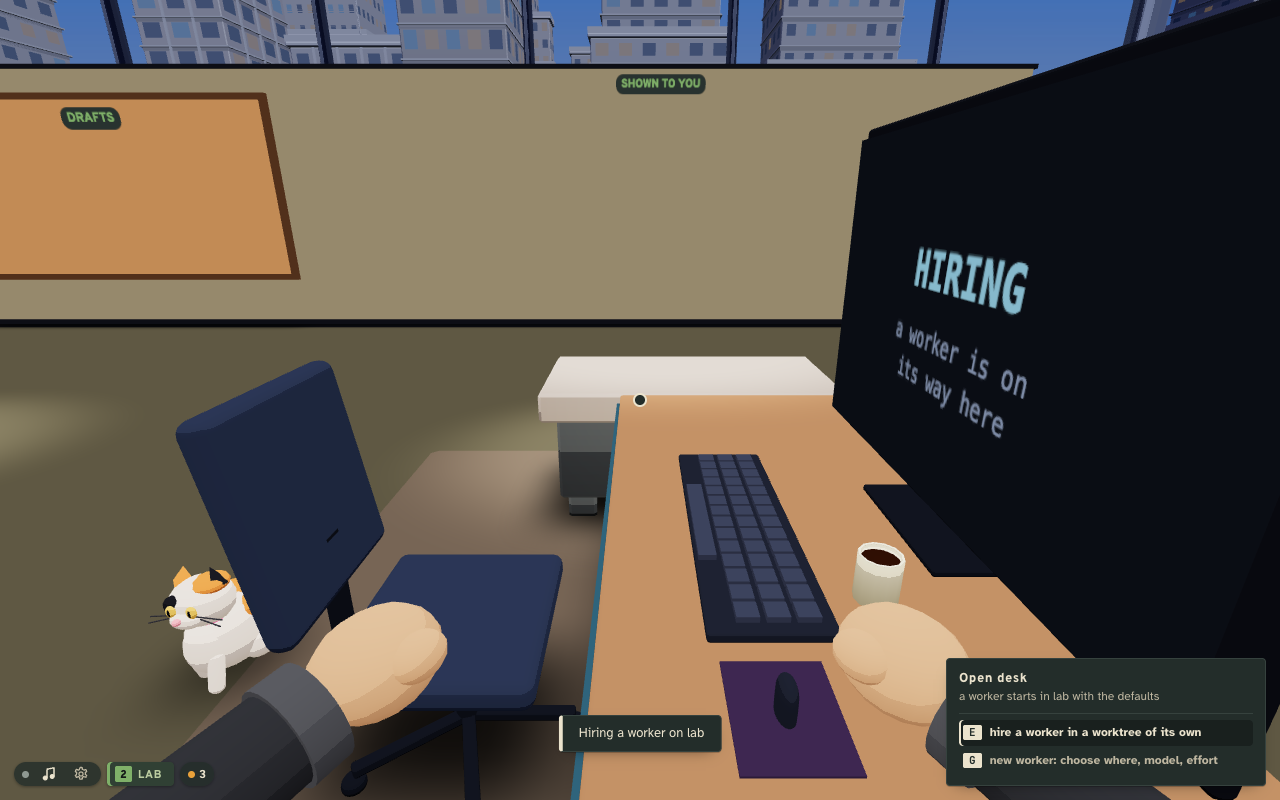 SHOWN TO YOU
DRAFTS
HIRING
a worker is on
its way here
Open desk
a worker starts in lab with the defaults
E hire a worker in a worktree of its own
G new worker: choose where, model, effort
Hiring a worker on lab
2 LAB
3